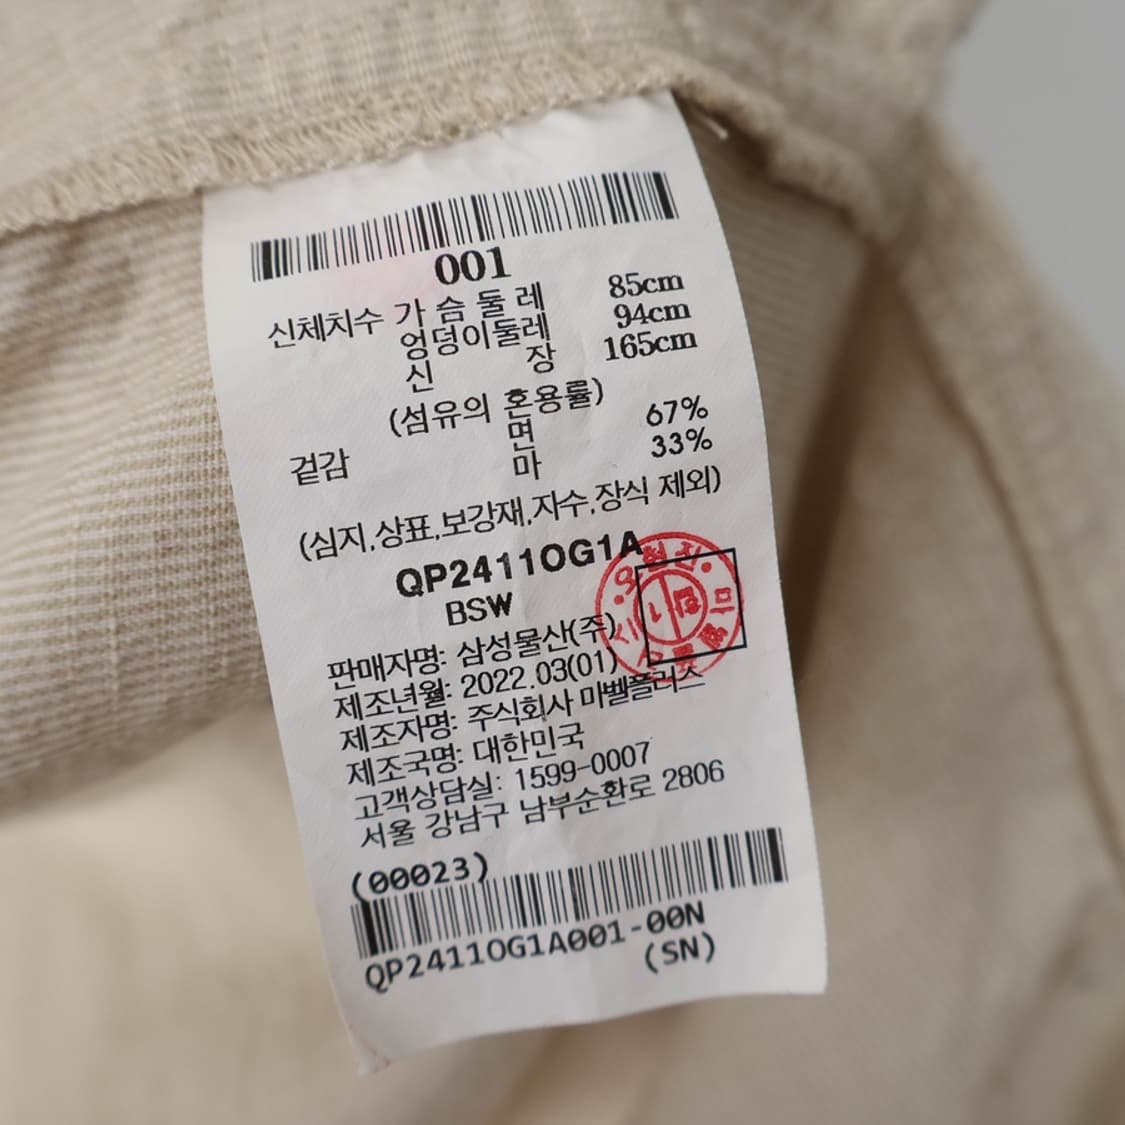 001
신체치수 가슴둘레 85cm
엉덩이둘레 94cm
신 장 165cm
(섬유의 혼용률)
겉감 면 67%
마 33%
(심지,상표,보강재,자수,장식 제외)
QP2411OG1A
BSW
판매자명: 삼성물산(주)
제조년월: 2022.03(01)
제조자명: 주식회사 마벨플러스
제조국명: 대한민국
고객상담실: 1599-0007
서울 강남구 남부순환로 2806
(00023)
QP2411OG1A001-00N
(SN)